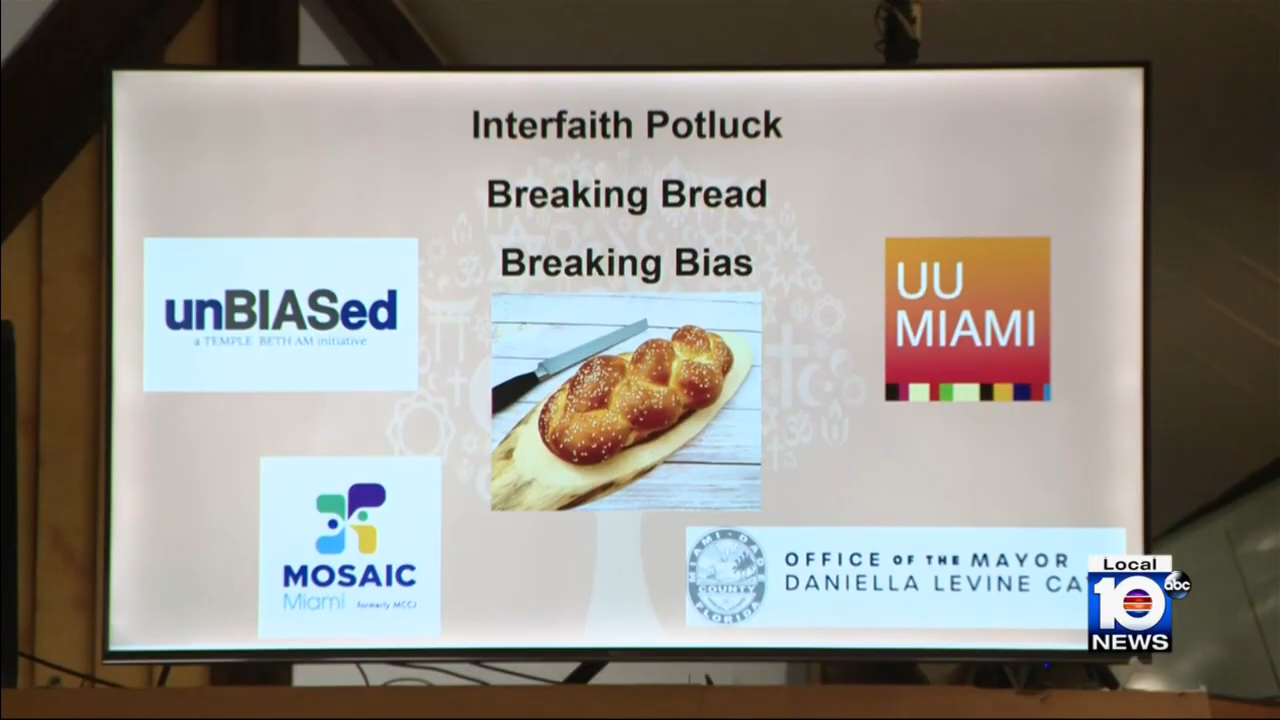 Interfaith Potluck
Breaking Bread
Breaking Bias
unBIASed
a TEMPLE BETH AM initiative
UU
MIAMI
MOSAIC
Miami formerly MCCJ
MIAMI-DADE
COUNTY
FLORIDA
OFFICE OF THE MAYOR
DANIELLA LEVINE CA
Local
10
abc
NEWS